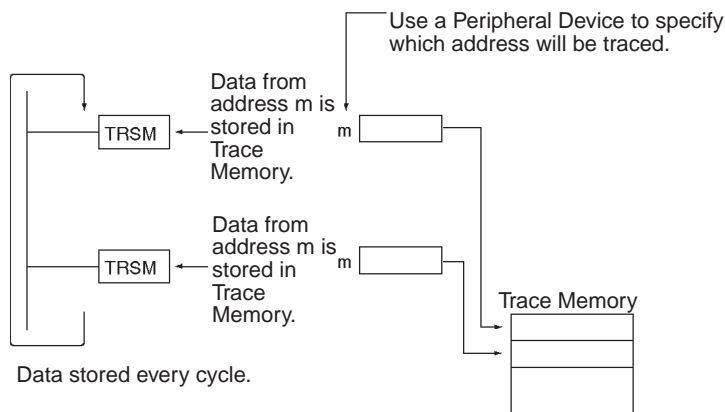 Use a Peripheral Device to specify
which address will be traced.
Data from
address m is
stored in
Trace
Memory.
TRSM
m
Data from
address m is
stored in
Trace
Memory.
TRSM
m
Trace Memory
Data stored every cycle.